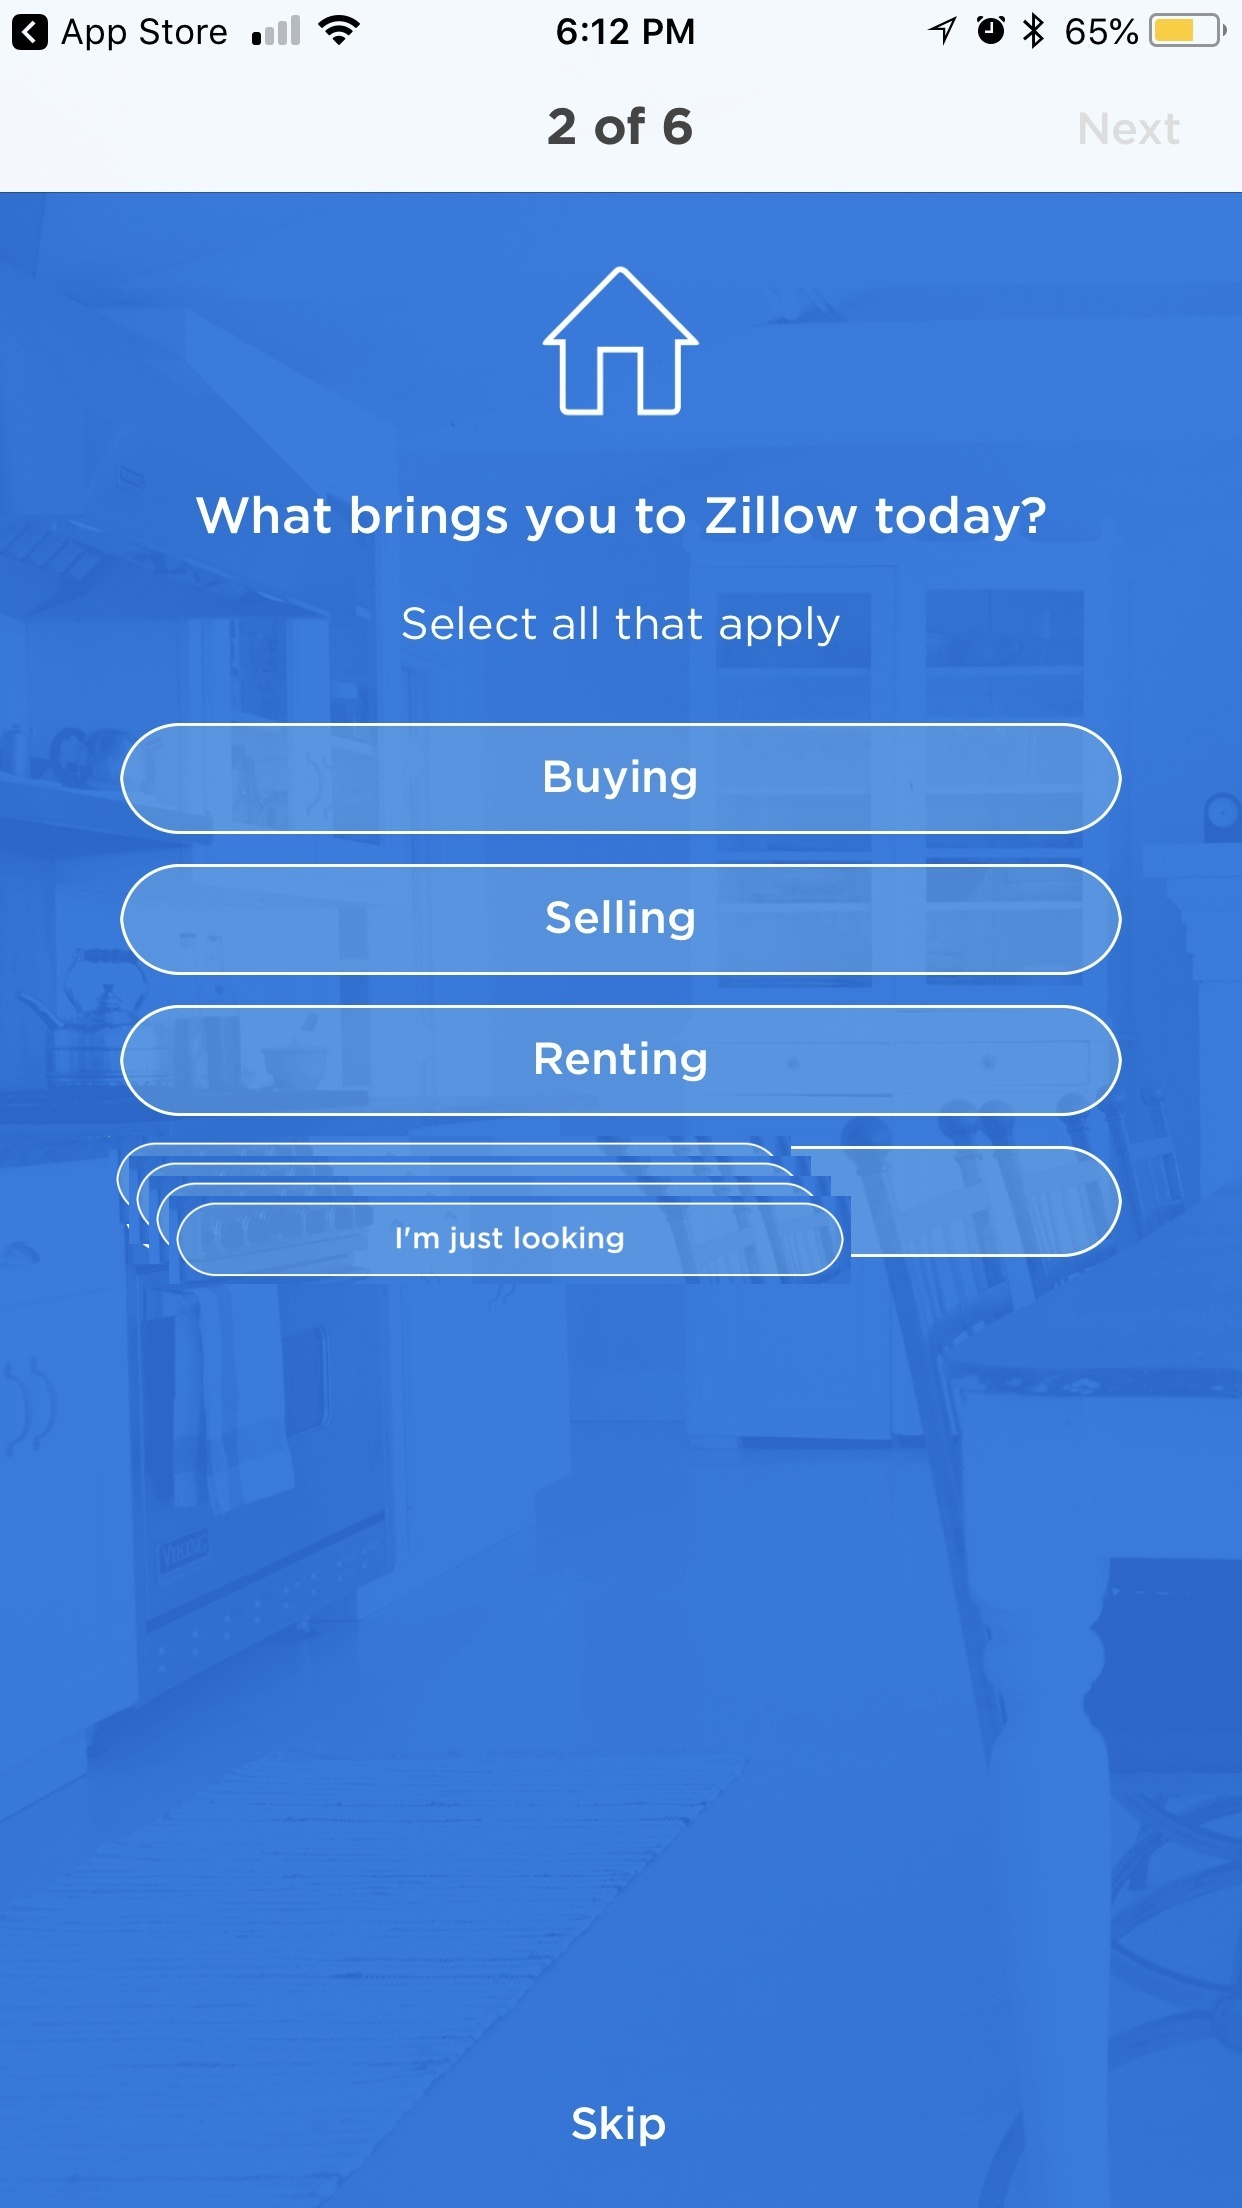 App Store
6:12 PM
65%
2 of 6
Next
What brings you to Zillow today?
Select all that apply
Buying
Selling
Renting
I'm just looking
VIKING
Skip